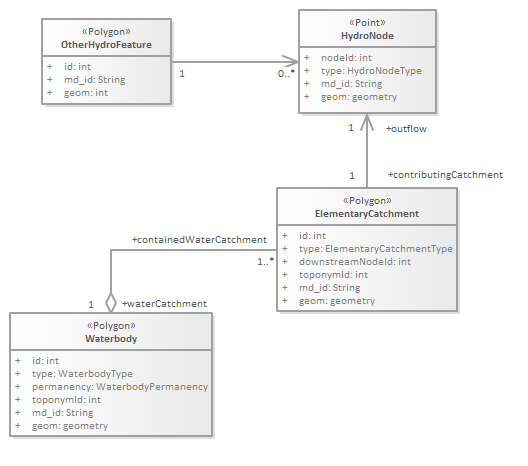 «Polygon»
OtherHydroFeature
+ id: int
+ md_id: String
+ geom: int
1
0..*
«Point»
HydroNode
+ nodeId: int
+ type: HydroNodeType
+ md_id: String
+ geom: geometry
1
+outflow
1
+contributingCatchment
«Polygon»
ElementaryCatchment
+ id: int
+ type: ElementaryCatchmentType
+ downstreamNodeId: int
+ toponymId: int
+ md_id: String
+ geom: geometry
+containedWaterCatchment
1..*
1
+waterCatchment
«Polygon»
Waterbody
+ id: int
+ type: WaterbodyType
+ permanency: WaterbodyPermanency
+ toponymId: int
+ md_id: String
+ geom: geometry